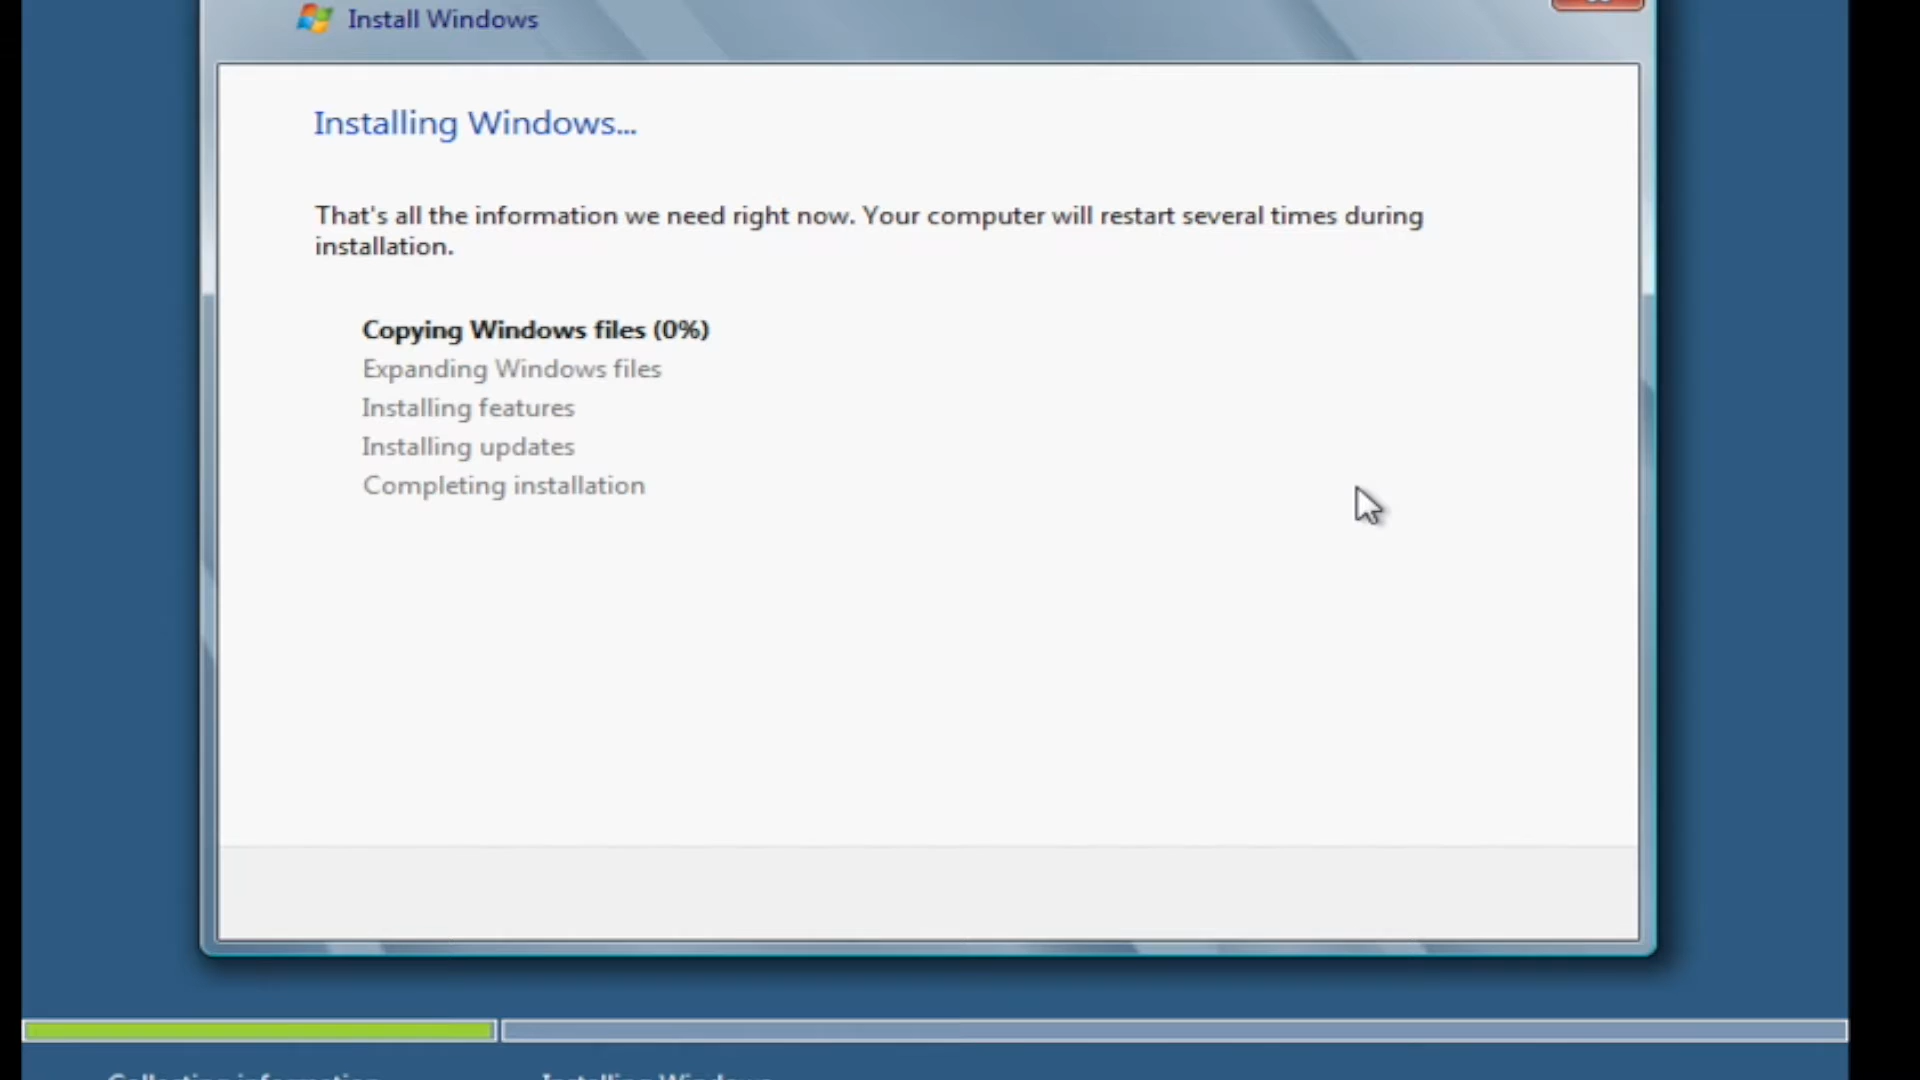 Install Windows
Installing Windows...
That's all the information we need right now. Your computer will restart several times during
installation.
Copying Windows files (0%)
Expanding Windows files
Installing features
Installing updates
Completing installation
Collecting information
Installing Windows